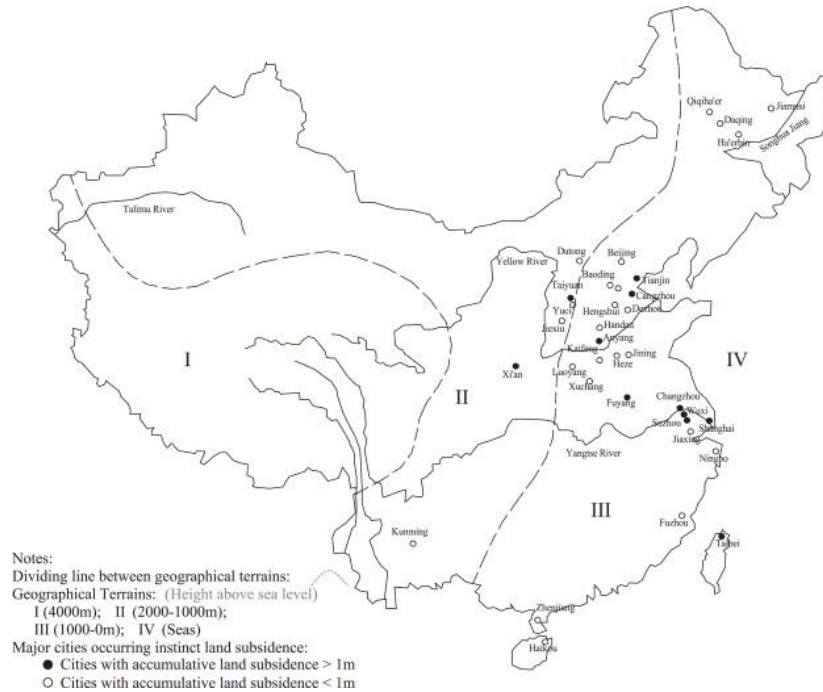 Qiqiha'er
Jiamusi
Daqing
Ha'erbin
Songhua Jiang
Talimu River
Datong
Beijing
Yellow River
Baoding
Tianjin
Taiyuan
Cangzhou
Yuci
Hengshui
Dezhou
Jiexiu
Handan
Anyang
Kaifong
Jining
I
IV
Xi'an
Luoyang
Heze
II
Xuchang
Changzhou
Fuyang
Wuxi
Suzhou
Shanghai
Jiaxing
Yangtse River
Ningbo
III
Fuzhou
Kunming
Taibei
Notes:
Dividing line between geographical terrains:
Geographical Terrains: (Height above sea level)
I (4000m); II (2000-1000m);
III (1000-0m); IV (Seas)
Zhenjiang
Major cities occurring instinct land subsidence:
Haikou
● Cities with accumulative land subsidence > 1m
○ Cities with accumulative land subsidence < 1m